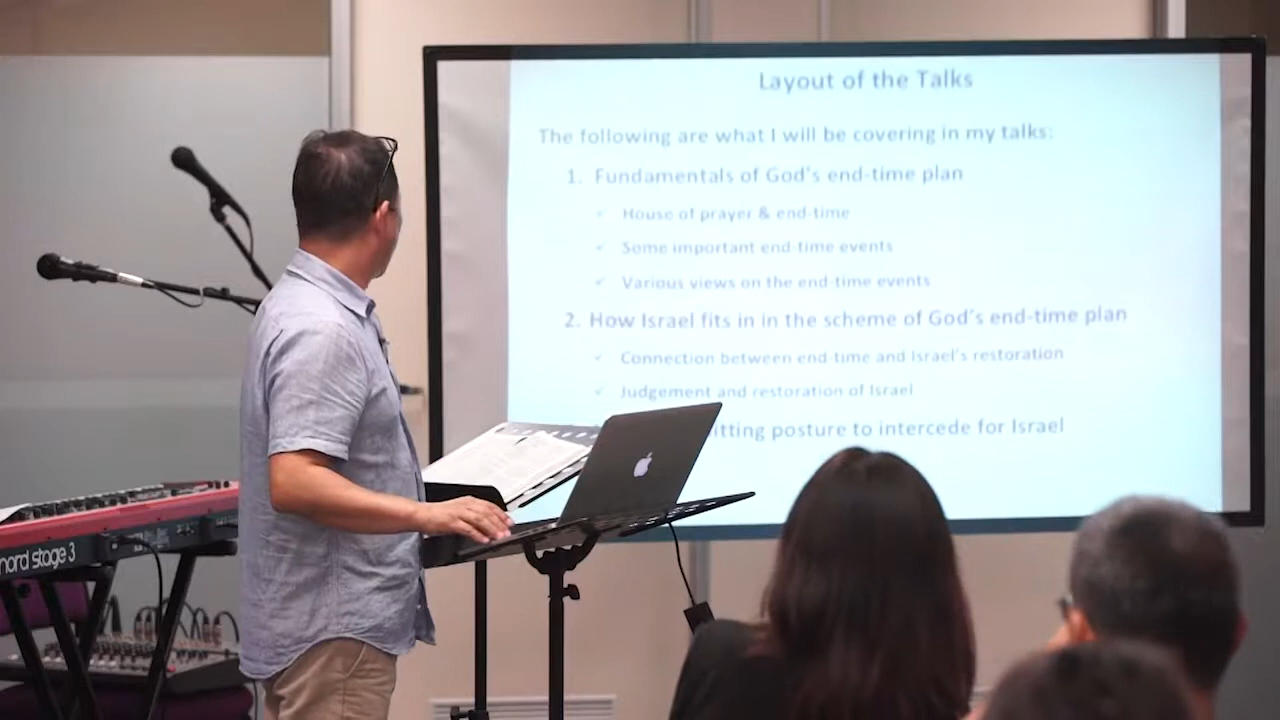 Layout of the Talks
The following are what I will be covering in my talks:
1. Fundamentals of God's end-time plan
✓ House of prayer & end-time
✓ Some important end-time events
✓ Various views on the end-time events
2. How Israel fits in in the scheme of God's end-time plan
✓ Connection between end-time and Israel's restoration
✓ Judgement and restoration of Israel
itting posture to intercede for Israel
nord stage 3